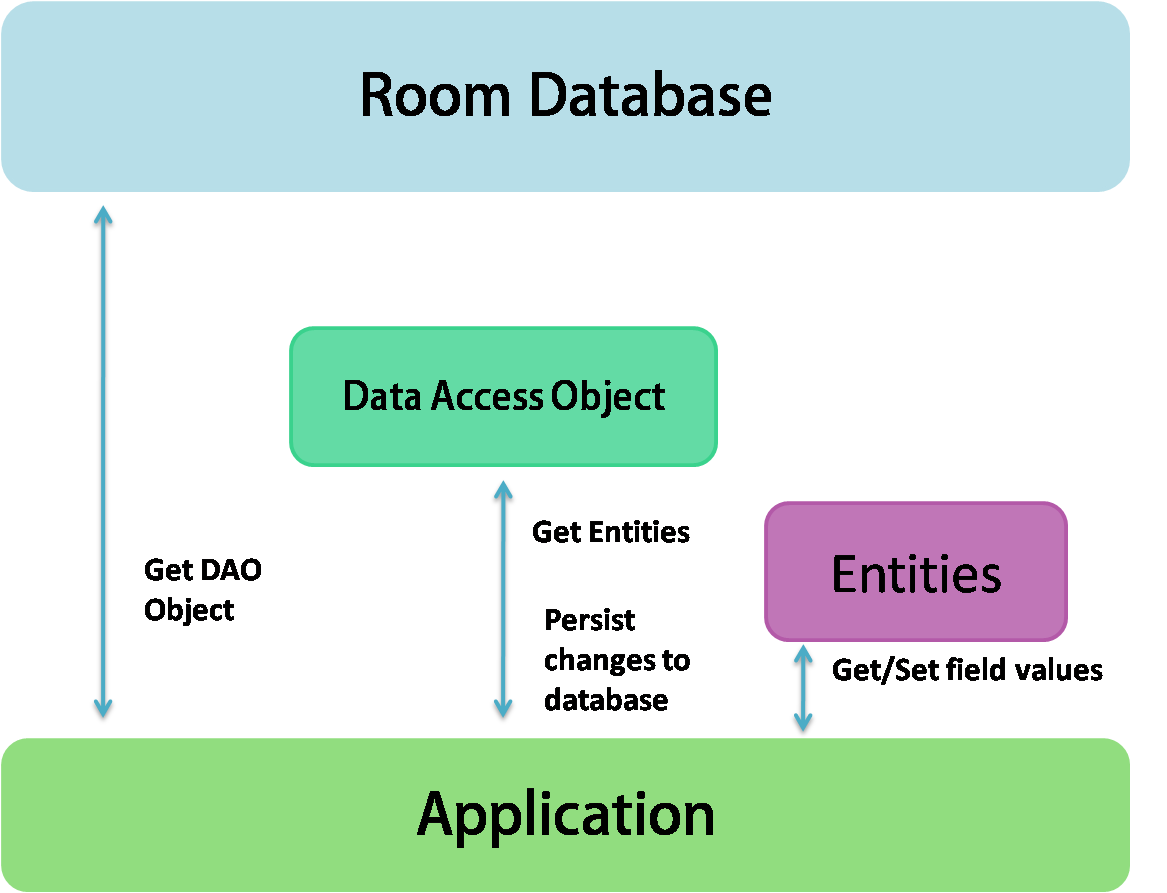 Room Database
Data Access Object
Get Entities
Entities
Get DAO
Object
Persist
changes to
database
Get/Set field values
Application